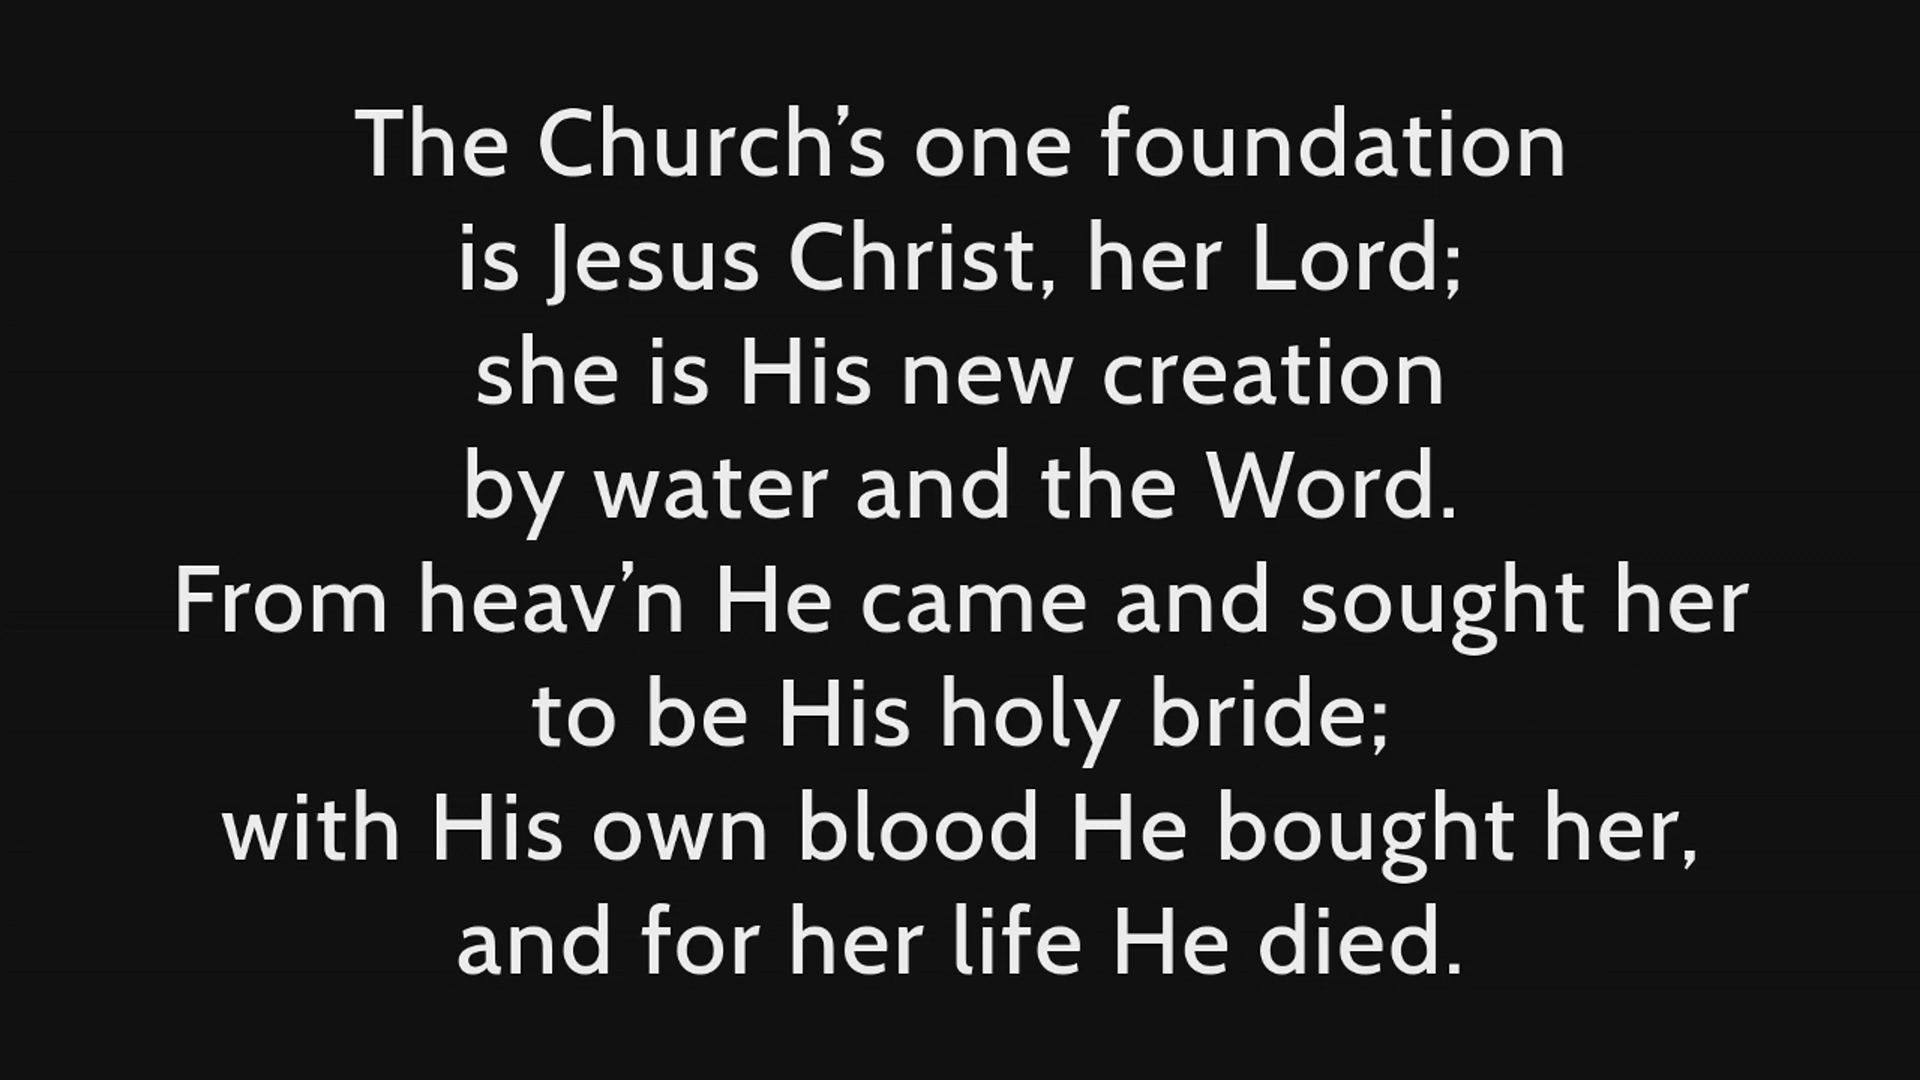 The Church’s one foundation
is Jesus Christ, her Lord;
she is His new creation
by water and the Word.
From heav’n He came and sought her
to be His holy bride;
with His own blood He bought her,
and for her life He died.